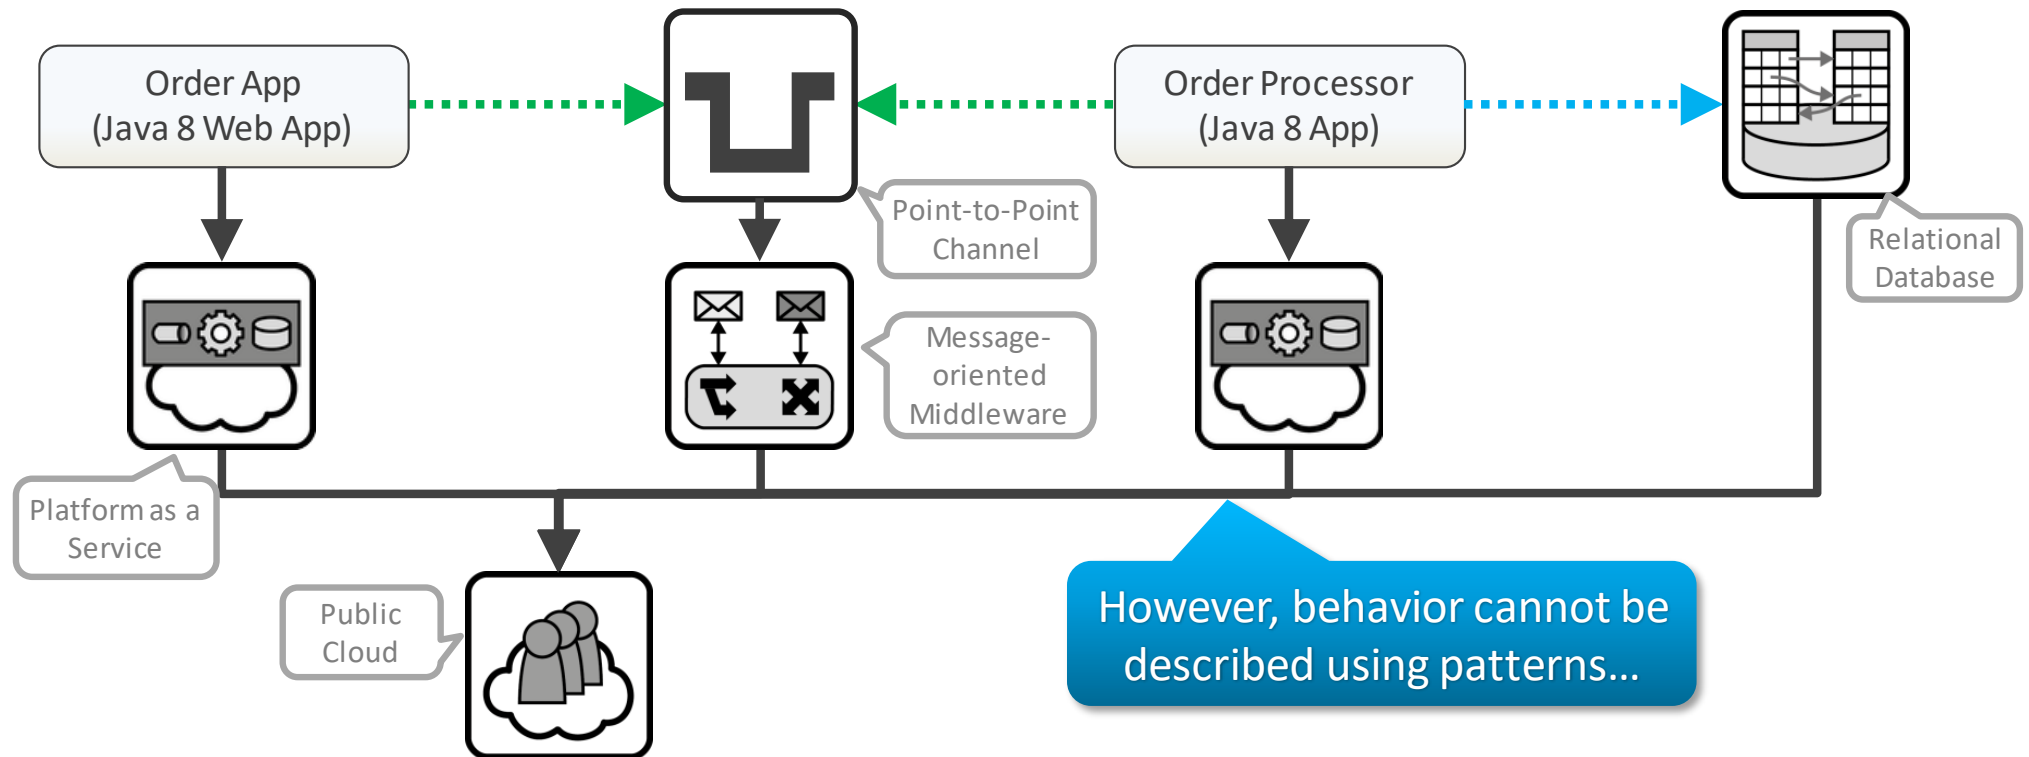 Order App
(Java 8 Web App)
Order Processor
(Java 8 App)
Point-to-Point
Channel
Relational
Database
Message-
oriented
Middleware
Platform as a
Service
Public
Cloud
However, behavior cannot be
described using patterns...